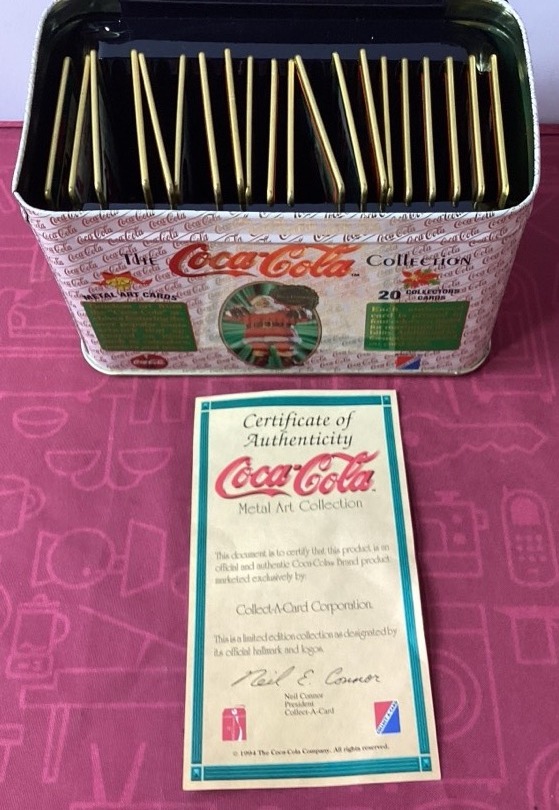 THE Coca-Cola COLLECTION
METAL ART CARDS
20 COLLECTORS CARDS
Certificate of
Authenticity
Coca-Cola
Metal Art Collection
This document is to certify that this product is an
official and authentic Coca-Cola Brand product
marketed exclusively by:
Collect-A-Card Corporation.
This is a limited edition collection as designated by
its official hallmark and logos.
Neil E. Connor
Neil Connor
President
Collect-A-Card
© 1994 The Coca-Cola Company. All rights reserved.